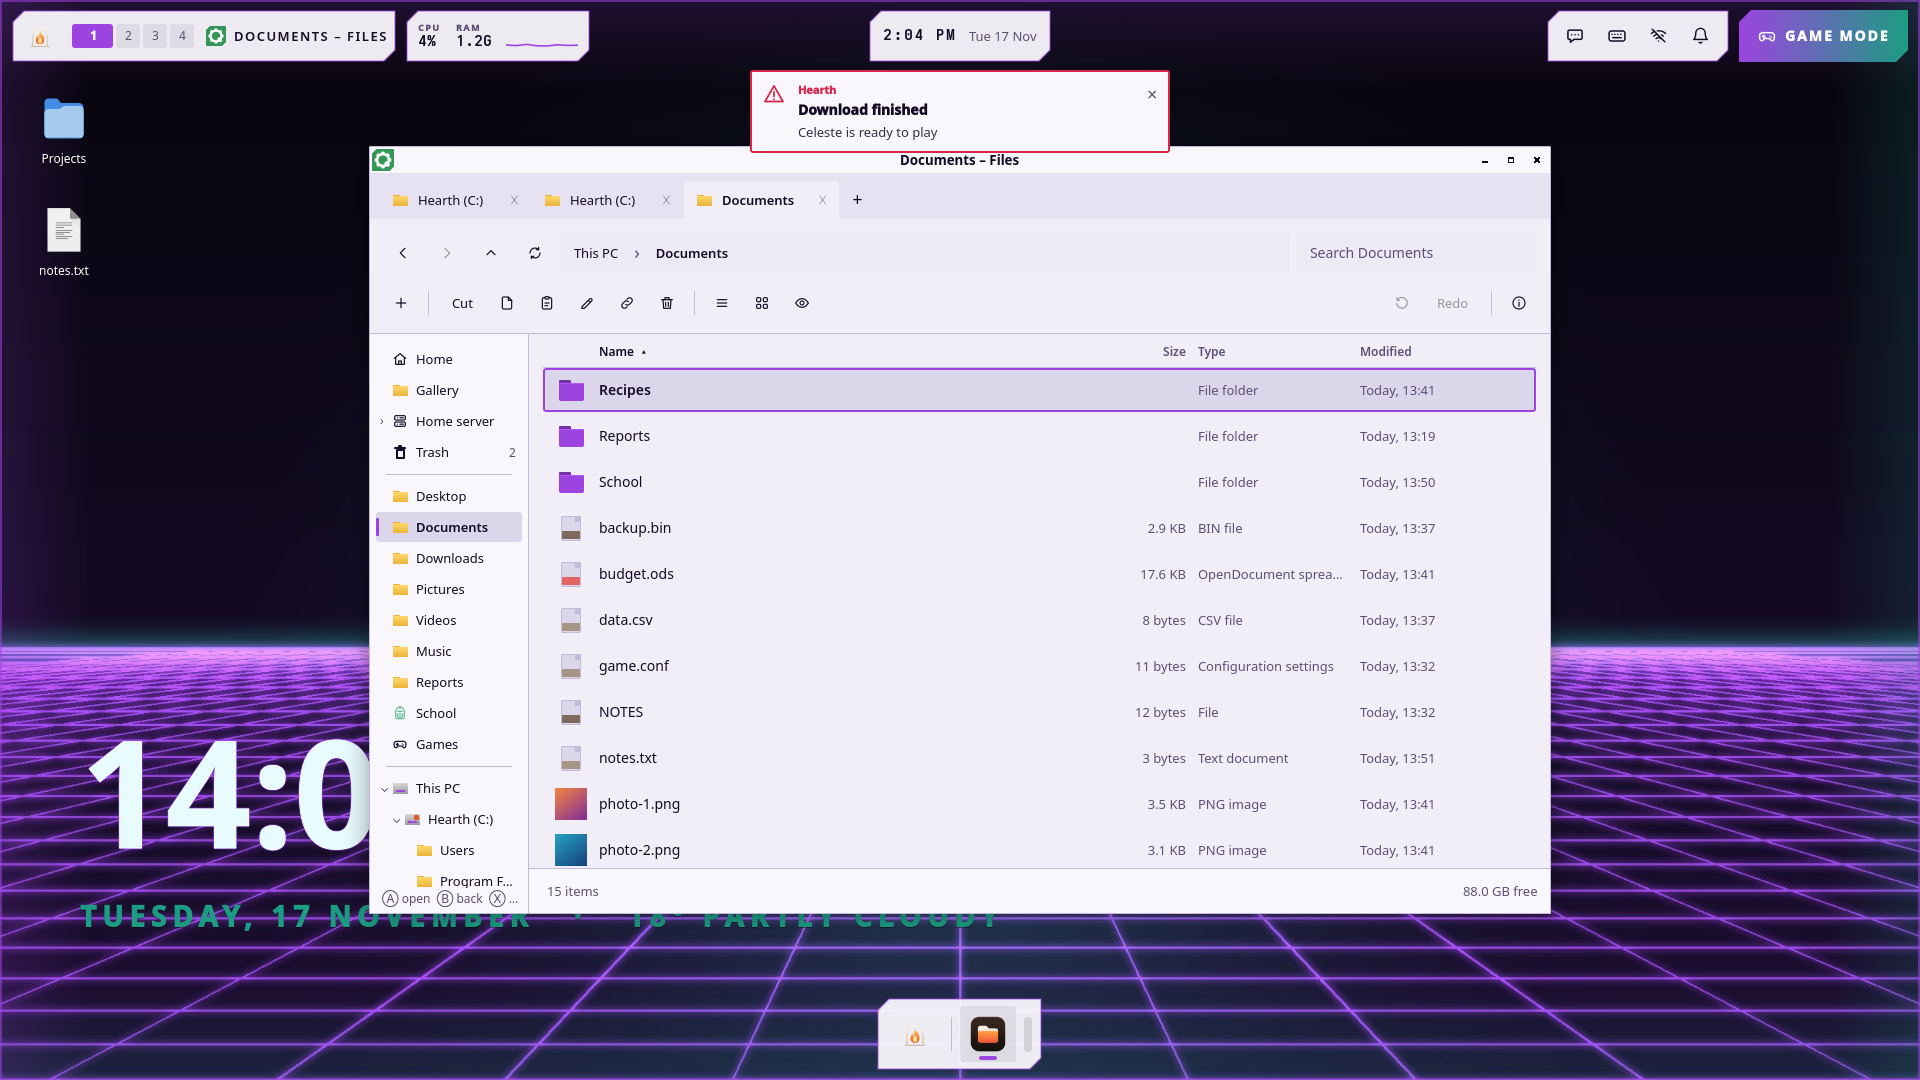 1 2 3 4 DOCUMENTS – FILES
CPU RAM
4% 1.2G
2:04 PM Tue 17 Nov
GAME MODE
Hearth
Download finished
Celeste is ready to play
Projects
notes.txt
Documents – Files
Hearth (C:) Hearth (C:) Documents
This PC › Documents
Search Documents
Cut
Redo
Home
Gallery
Home server
Trash 2
Desktop
Documents
Downloads
Pictures
Videos
Music
Reports
School
Games
This PC
Hearth (C:)
Users
Program F...
A open B back X ...
Name Size Type Modified
Recipes File folder Today, 13:41
Reports File folder Today, 13:19
School File folder Today, 13:50
backup.bin 2.9 KB BIN file Today, 13:37
budget.ods 17.6 KB OpenDocument sprea... Today, 13:41
data.csv 8 bytes CSV file Today, 13:37
game.conf 11 bytes Configuration settings Today, 13:32
NOTES 12 bytes File Today, 13:32
notes.txt 3 bytes Text document Today, 13:51
photo-1.png 3.5 KB PNG image Today, 13:41
photo-2.png 3.1 KB PNG image Today, 13:41
15 items 88.0 GB free
14:0
TUESDAY, 17 NOVEMBER · 18° PARTLY CLOUDY